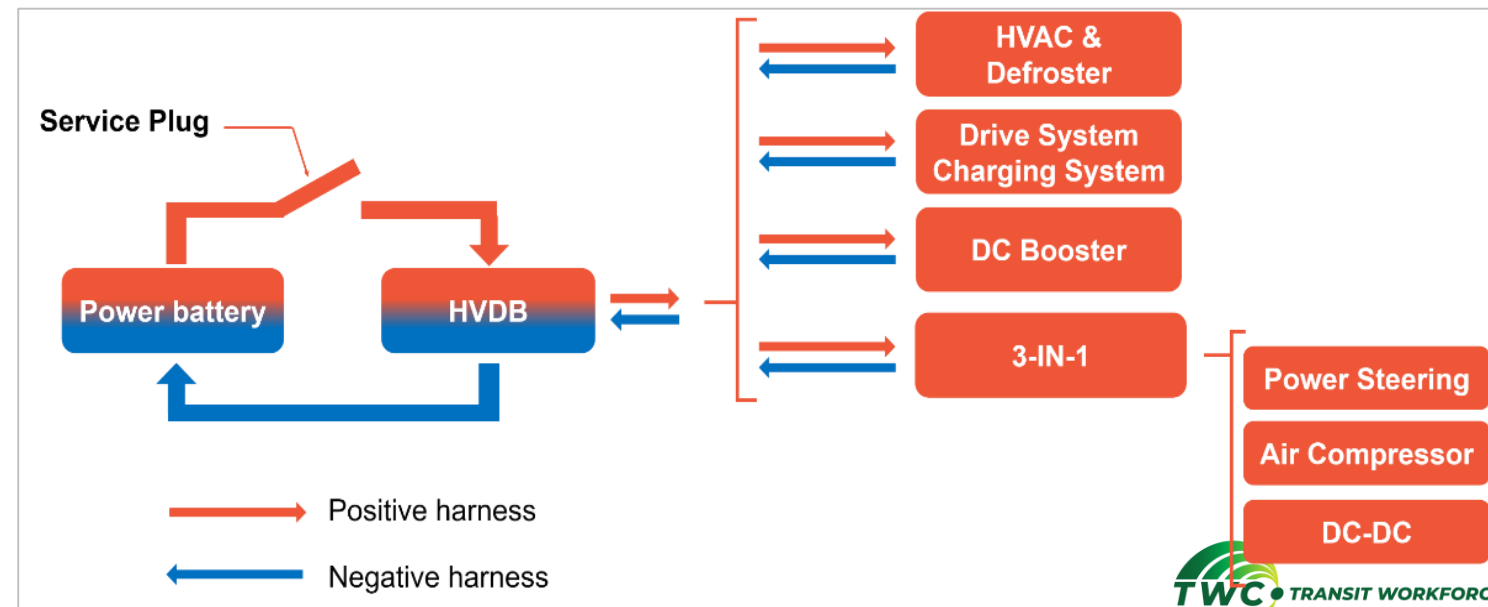 Service Plug
Power battery
HVDB
HVAC &
Defroster
Drive System
Charging System
DC Booster
3-IN-1
Power Steering
Air Compressor
DC-DC
Positive harness
Negative harness
TWC TRANSIT WORKFORC